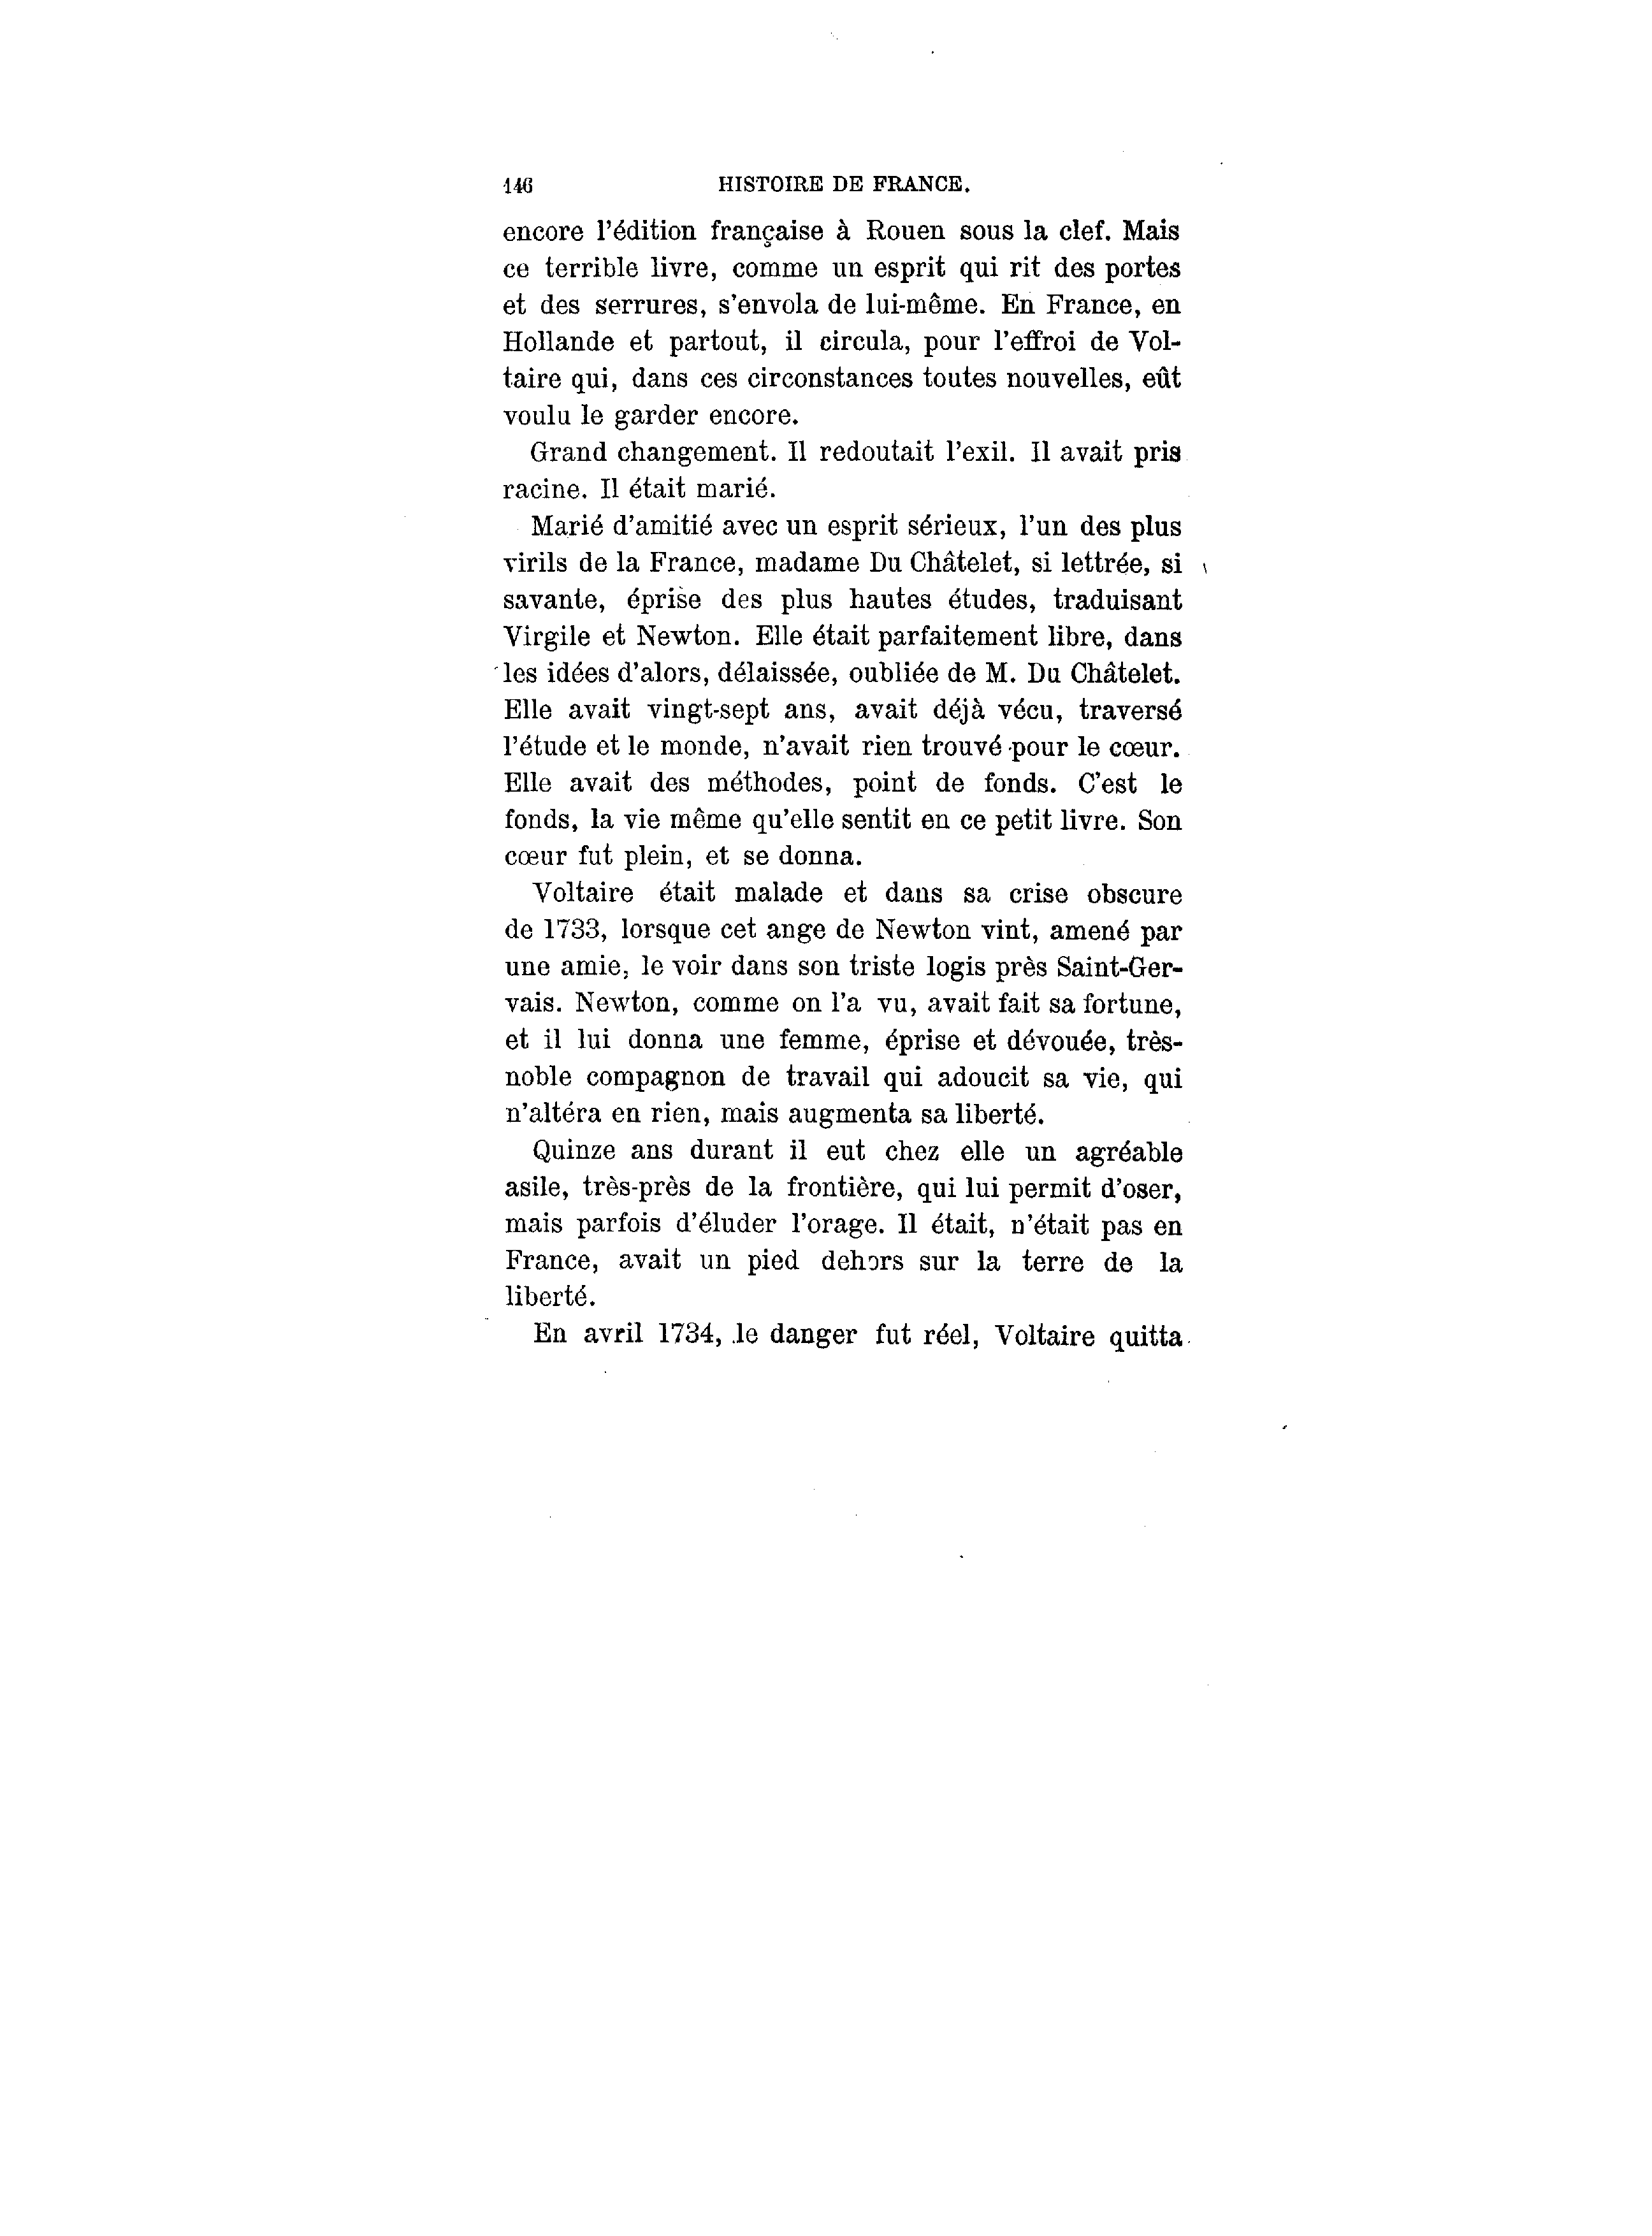 146 HISTOIRE DE FRANCE.
encore l'édition française à Rouen sous la clef. Mais
ce terrible livre, comme un esprit qui rit des portes
et des serrures, s'envola de lui-même. En France, en
Hollande et partout, il circula, pour l'effroi de Vol-
taire qui, dans ces circonstances toutes nouvelles, eût
voulu le garder encore.
Grand changement. Il redoutait l'exil. Il avait pris
racine. Il était marié.
Marié d'amitié avec un esprit sérieux, l'un des plus
virils de la France, madame Du Châtelet, si lettrée, si
savante, éprise des plus hautes études, traduisant
Virgile et Newton. Elle était parfaitement libre, dans
les idées d'alors, délaissée, oubliée de M. Du Châtelet.
Elle avait vingt-sept ans, avait déjà vécu, traversé
l'étude et le monde, n'avait rien trouvé pour le cœur.
Elle avait des méthodes, point de fonds. C'est le
fonds, la vie même qu'elle sentit en ce petit livre. Son
cœur fut plein, et se donna.
Voltaire était malade et dans sa crise obscure
de 1733, lorsque cet ange de Newton vint, amené par
une amie, le voir dans son triste logis près Saint-Ger-
vais. Newton, comme on l'a vu, avait fait sa fortune,
et il lui donna une femme, éprise et dévouée, très-
noble compagnon de travail qui adoucit sa vie, qui
n'altéra en rien, mais augmenta sa liberté.
Quinze ans durant il eut chez elle un agréable
asile, très-près de la frontière, qui lui permit d'oser,
mais parfois d'éluder l'orage. Il était, n'était pas en
France, avait un pied dehors sur la terre de la
liberté.
En avril 1734, le danger fut réel, Voltaire quitta